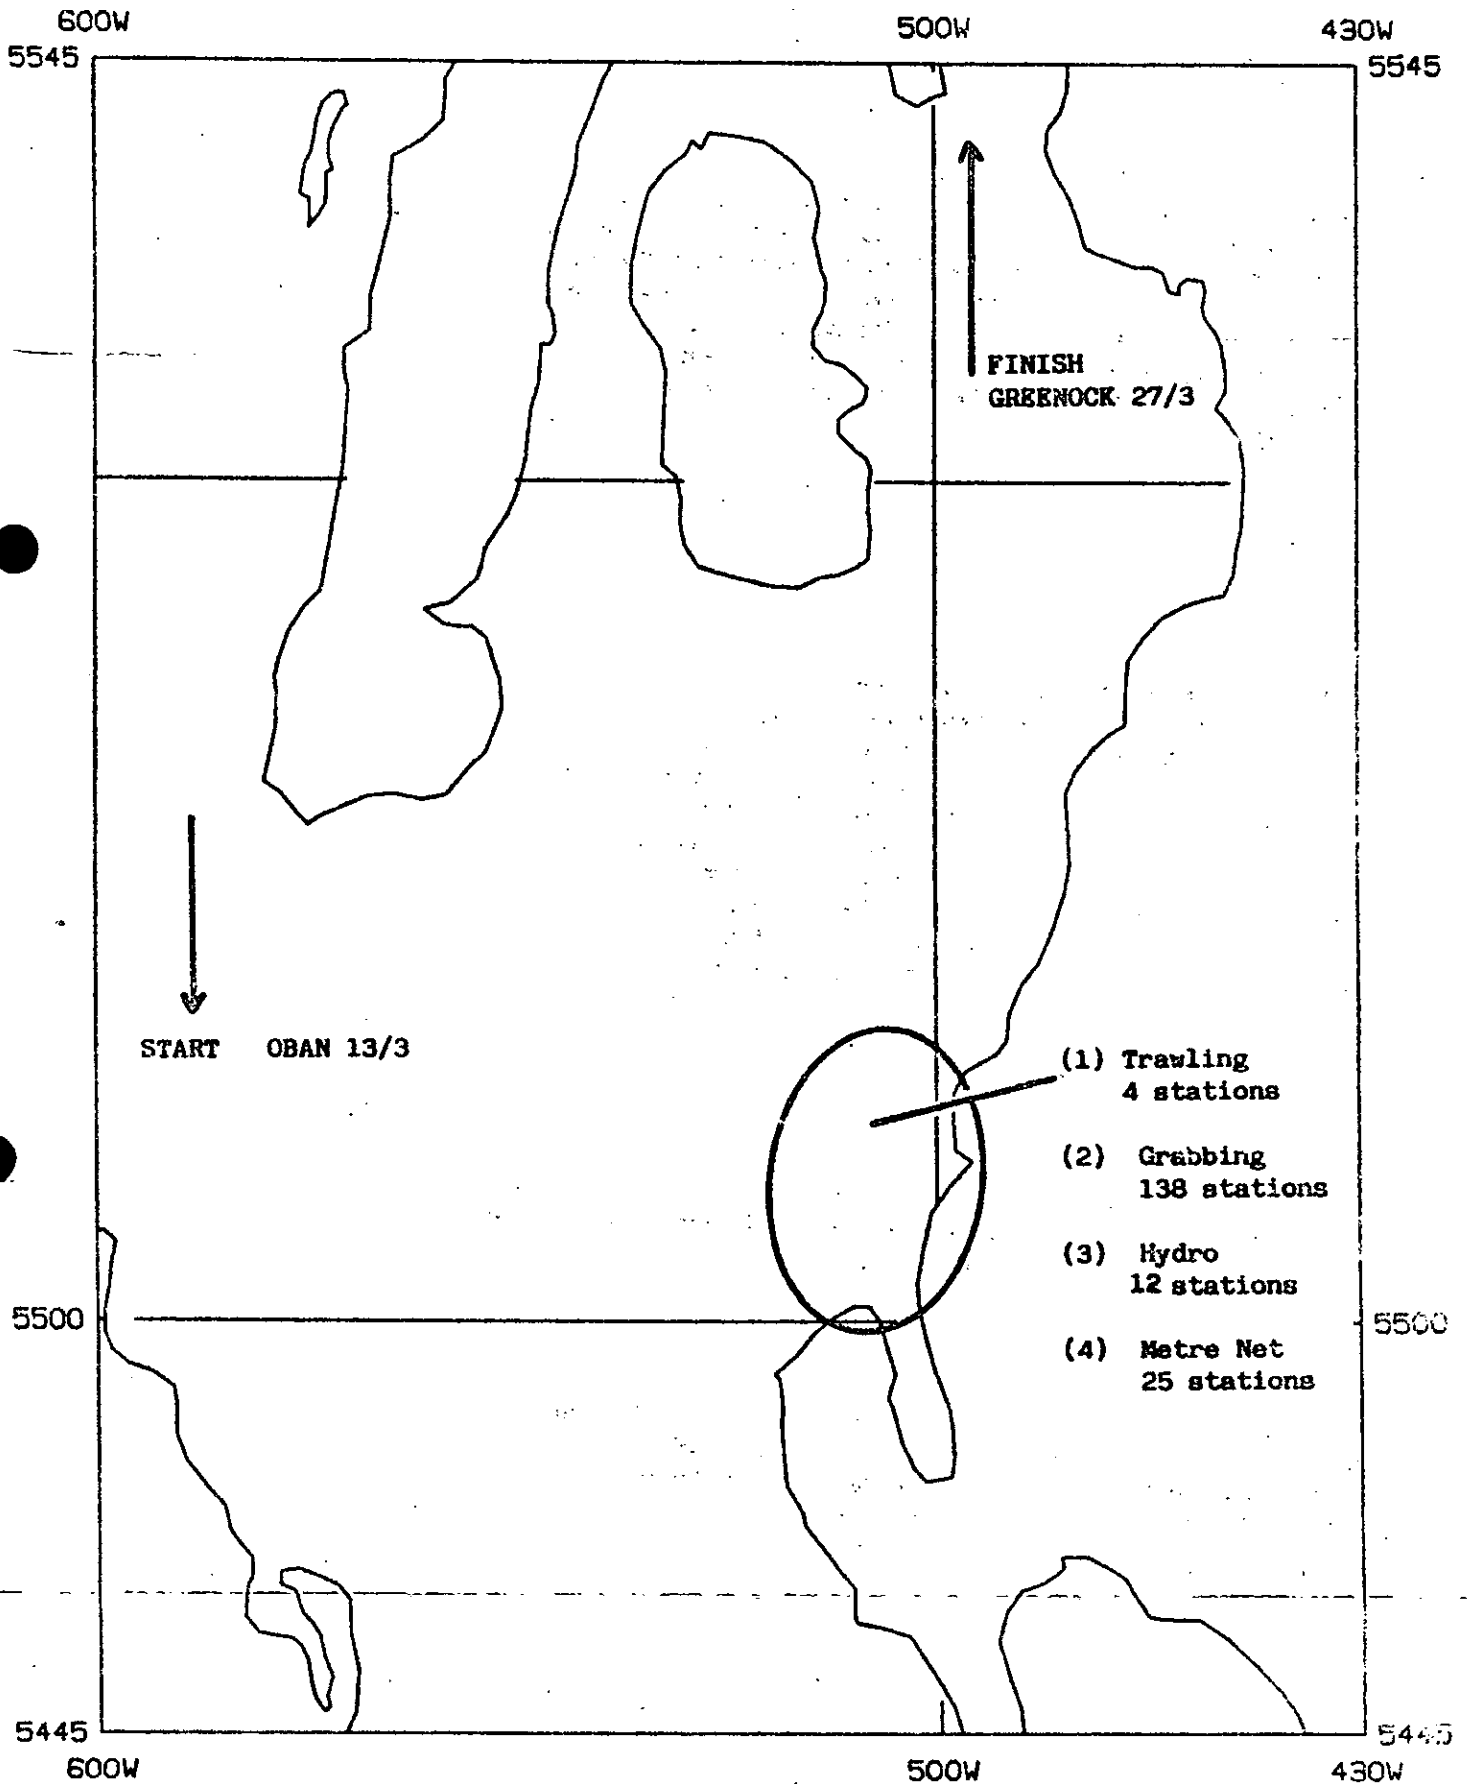 600W 500W 430W
5545 5545
FINISH
GREENOCK 27/3
START OBAN 13/3
(1) Trawling
4 stations
(2) Grabbing
138 stations
(3) Hydro
12 stations
5500 5500
(4) Metre Net
25 stations
5445 5445
600W 500W 430W